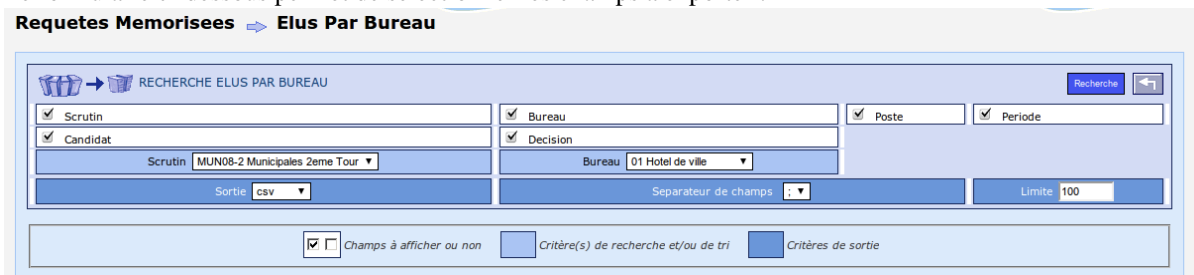 Requetes Memorisees Elus Par Bureau
RECHERCHE ELUS PAR BUREAU Recherche
Scrutin Bureau Poste Periode
Candidat Decision
Scrutin MUN08-2 Municipales 2eme Tour Bureau 01 Hotel de ville
Sortie csv Separateur de champs ; Limite 100
Champs à afficher ou non Critère(s) de recherche et/ou de tri Critères de sortie